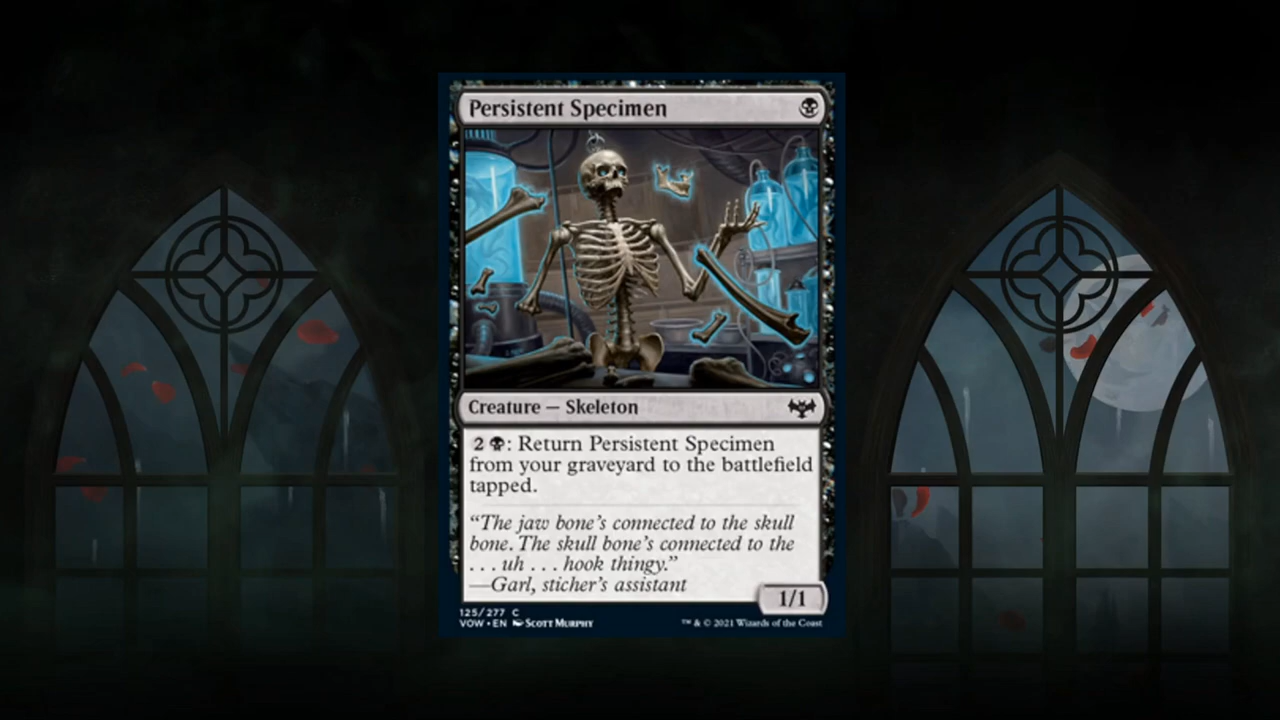 Persistent Specimen
Creature — Skeleton
2 : Return Persistent Specimen
from your graveyard to the battlefield
tapped.
“The jaw bone’s connected to the skull
bone. The skull bone’s connected to the
. . . uh . . . hook thingy.”
—Garl, sticher’s assistant
1/1
125/277 C
VOW • EN Scott Murphy
™ & © 2021 Wizards of the Coast